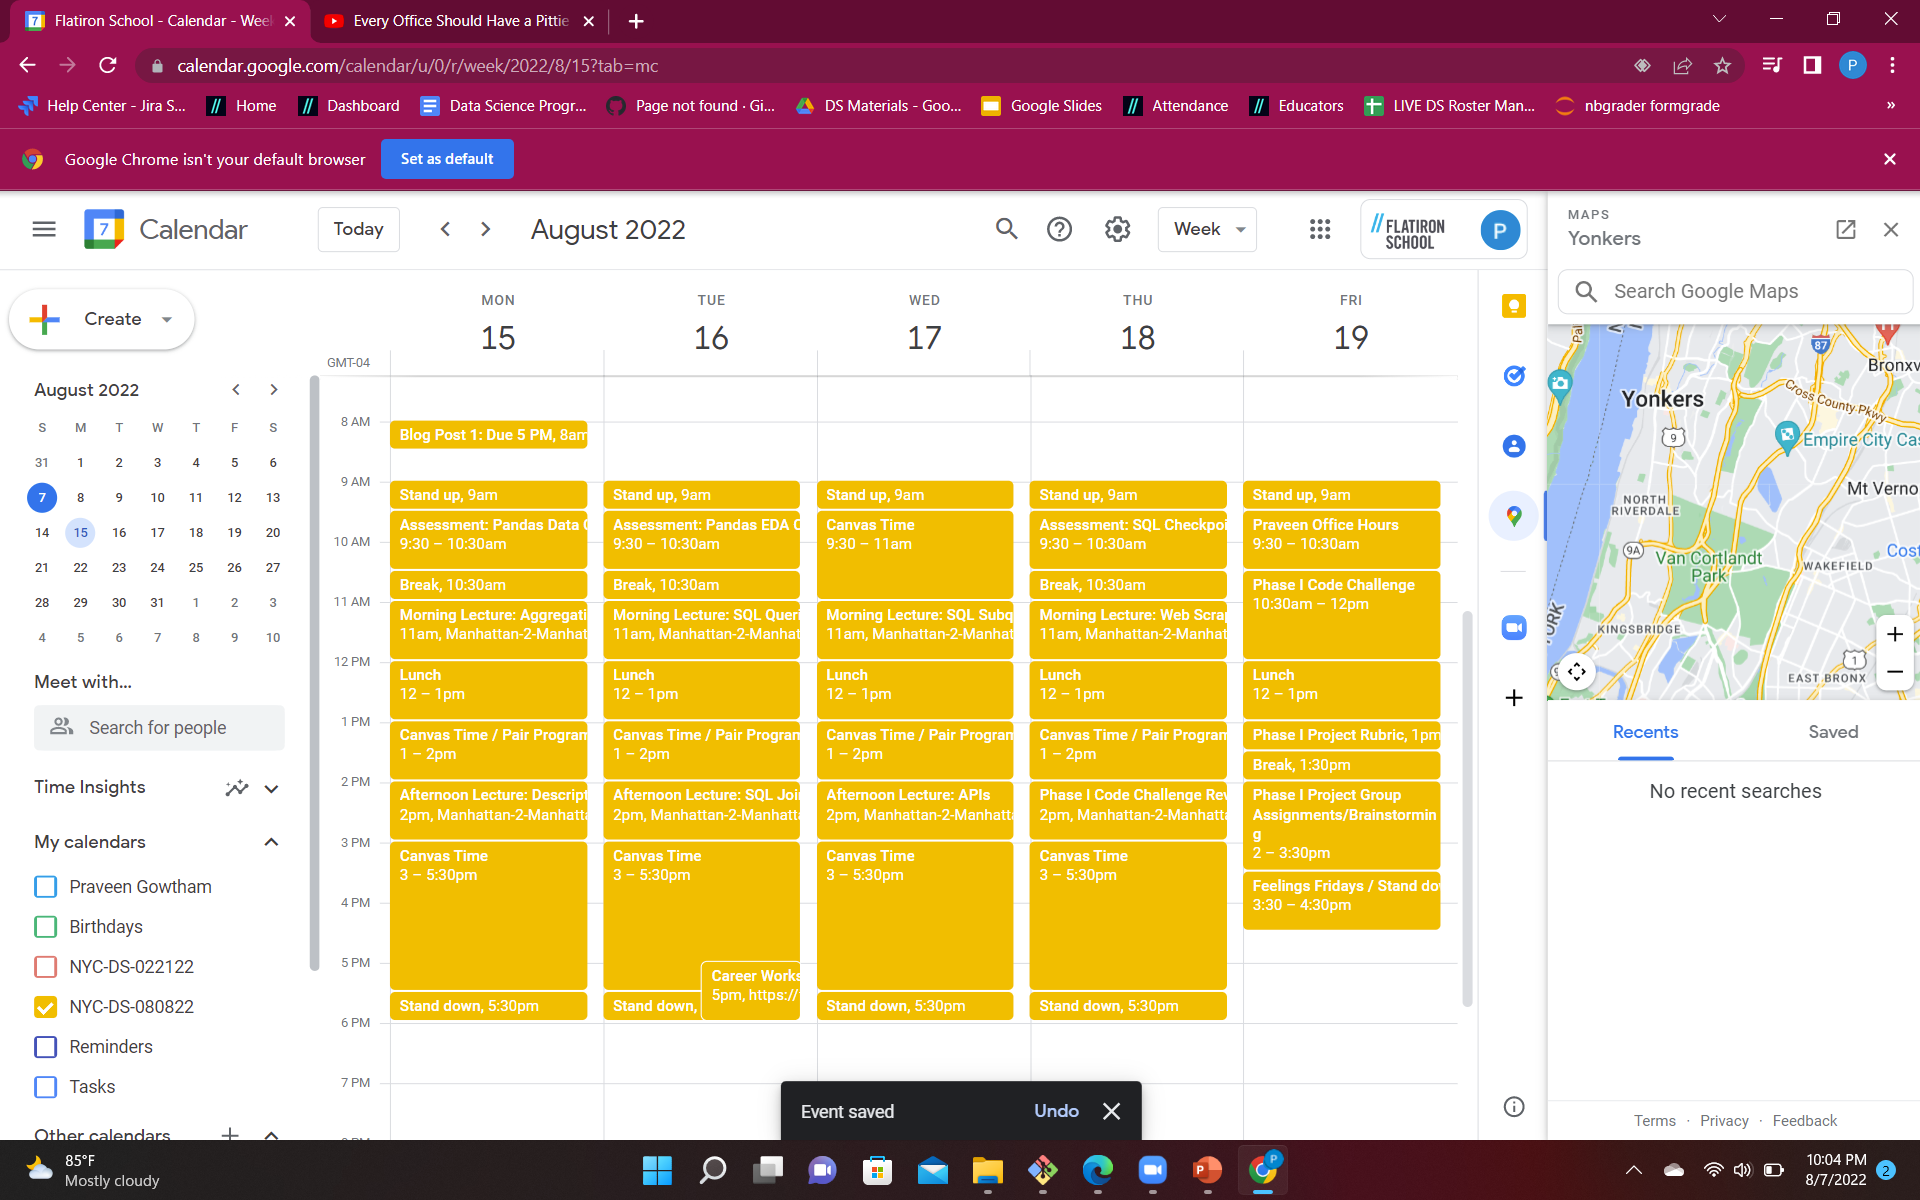 Flatiron School - Calendar - Wee
Every Office Should Have a Pittie
calendar.google.com/calendar/u/0/r/week/2022/8/15?tab=mc
P
Help Center - Jira S...
Home
Dashboard
Data Science Progr...
Page not found · Gi...
DS Materials - Goo...
Google Slides
Attendance
Educators
LIVE DS Roster Man...
nbgrader formgrade
»
Google Chrome isn't your default browser
Set as default
7
Calendar
Today
August 2022
Week
FLATIRON
SCHOOL
P
MAPS
Yonkers
Search Google Maps
Create
GMT-04
MON
15
TUE
16
WED
17
THU
18
FRI
19
August 2022
S M T W T F S
31 1 2 3 4 5 6
7 8 9 10 11 12 13
14 15 16 17 18 19 20
21 22 23 24 25 26 27
28 29 30 31 1 2 3
4 5 6 7 8 9 10
Meet with...
Search for people
Time Insights
My calendars
Praveen Gowtham
Birthdays
NYC-DS-022122
NYC-DS-080822
Reminders
Tasks
Other calendars
8 AM
9 AM
10 AM
11 AM
12 PM
1 PM
2 PM
3 PM
4 PM
5 PM
6 PM
7 PM
Blog Post 1: Due 5 PM, 8am
Stand up, 9am
Assessment: Pandas Data
9:30 – 10:30am
Break, 10:30am
Morning Lecture: Aggregati
11am, Manhattan-2-Manhat
Lunch
12 – 1pm
Canvas Time / Pair Program
1 – 2pm
Afternoon Lecture: Descript
2pm, Manhattan-2-Manhatt
Canvas Time
3 – 5:30pm
Stand down, 5:30pm
Stand up, 9am
Assessment: Pandas EDA C
9:30 – 10:30am
Break, 10:30am
Morning Lecture: SQL Queri
11am, Manhattan-2-Manhat
Lunch
12 – 1pm
Canvas Time / Pair Program
1 – 2pm
Afternoon Lecture: SQL Joi
2pm, Manhattan-2-Manhatt
Canvas Time
3 – 5:30pm
Career Works
5pm, https://
Stand down,
Stand up, 9am
Canvas Time
9:30 – 11am
Morning Lecture: SQL Subq
11am, Manhattan-2-Manhat
Lunch
12 – 1pm
Canvas Time / Pair Program
1 – 2pm
Afternoon Lecture: APIs
2pm, Manhattan-2-Manhatt
Canvas Time
3 – 5:30pm
Stand down, 5:30pm
Stand up, 9am
Assessment: SQL Checkpoi
9:30 – 10:30am
Break, 10:30am
Morning Lecture: Web Scrap
11am, Manhattan-2-Manhat
Lunch
12 – 1pm
Canvas Time / Pair Program
1 – 2pm
Phase I Code Challenge Rev
2pm, Manhattan-2-Manhatt
Canvas Time
3 – 5:30pm
Stand down, 5:30pm
Stand up, 9am
Praveen Office Hours
9:30 – 10:30am
Phase I Code Challenge
10:30am – 12pm
Lunch
12 – 1pm
Phase I Project Rubric, 1pm
Break, 1:30pm
Phase I Project Group
Assignments/Brainstormin
g
2 – 3:30pm
Feelings Fridays / Stand do
3:30 – 4:30pm
87
Bronxv
Yonkers
Cross County Pkwy
9
Empire City Cas
Mt Verno
NORTH
RIVERDALE
9A
Van Cortlandt
Park
Cost
WAKEFIELD
KINGSBRIDGE
1
EAST BRONX
Recents
Saved
No recent searches
Terms · Privacy · Feedback
Event saved
Undo
85°F
Mostly cloudy
10:04 PM
8/7/2022
2